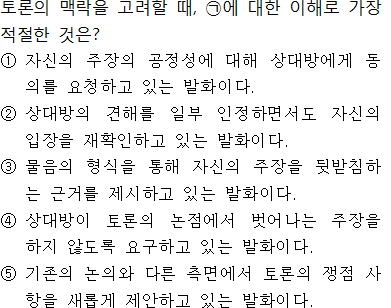 토론의 맥락을 고려할 때, ㉠에 대한 이해로 가장
적절한 것은?
① 자신의 주장의 공정성에 대해 상대방에게 동
의를 요청하고 있는 발화이다.
② 상대방의 견해를 일부 인정하면서도 자신의
입장을 재확인하고 있는 발화이다.
③ 물음의 형식을 통해 자신의 주장을 뒷받침하
는 근거를 제시하고 있는 발화이다.
④ 상대방이 토론의 논점에서 벗어나는 주장을
하지 않도록 요구하고 있는 발화이다.
⑤ 기존의 논의와 다른 측면에서 토론의 쟁점 사
항을 새롭게 제안하고 있는 발화이다.